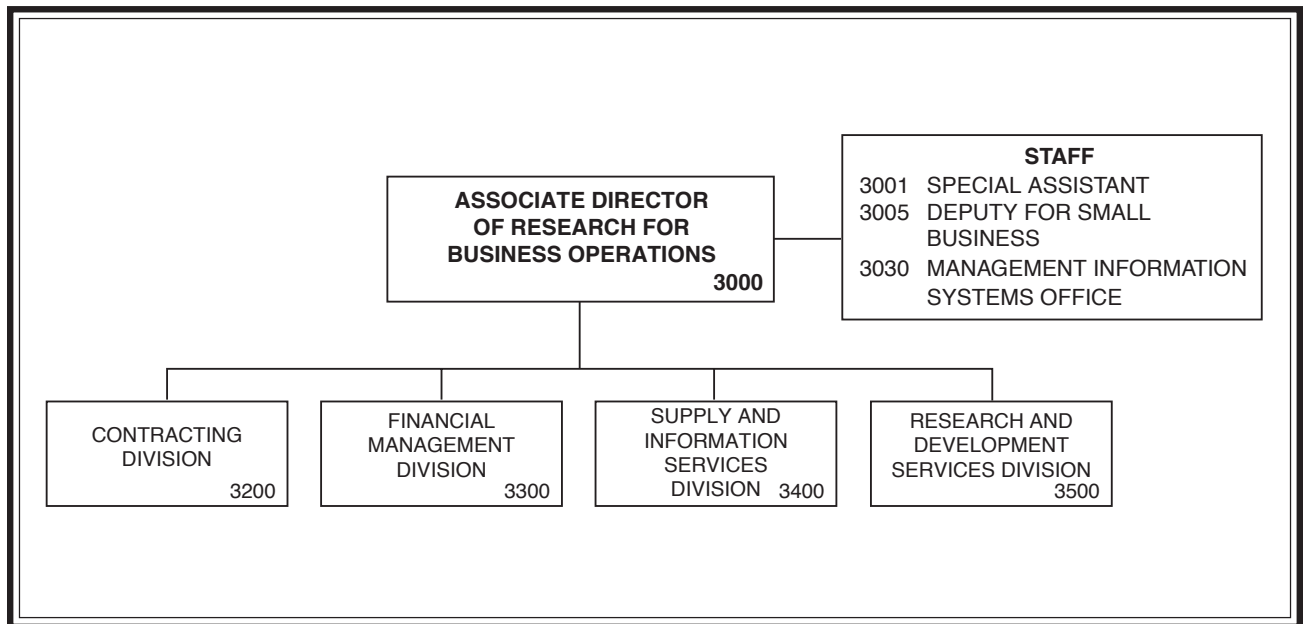 ASSOCIATE DIRECTOR
OF RESEARCH FOR
BUSINESS OPERATIONS
3000
STAFF
3001 SPECIAL ASSISTANT
3005 DEPUTY FOR SMALL
BUSINESS
3030 MANAGEMENT INFORMATION
SYSTEMS OFFICE
CONTRACTING
DIVISION
3200
FINANCIAL
MANAGEMENT
DIVISION
3300
SUPPLY AND
INFORMATION
SERVICES
DIVISION 3400
RESEARCH AND
DEVELOPMENT
SERVICES DIVISION
3500